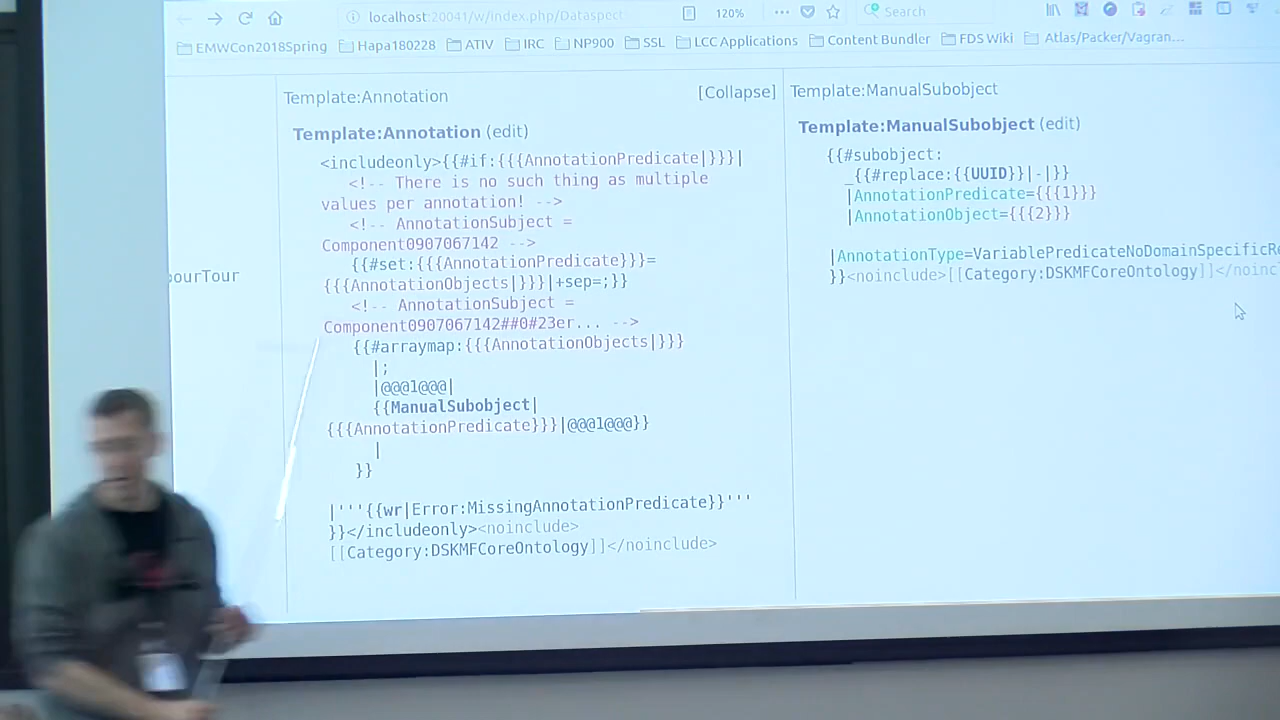 localhost:20041/w/index.php/Dataspect
120%
Search
EMWCon2018Spring
Hapa180228
ATIV
IRC
NP900
SSL
LCC Applications
Content Bundler
FDS Wiki
Atlas/Packer/Vagran...
ourTour
Template:Annotation
[Collapse]
Template:Annotation (edit)
<includeonly>{{#if:{{{AnnotationPredicate|}}}|
<!-- There is no such thing as multiple
values per annotation! -->
<!-- AnnotationSubject =
Component0907067142 -->
{{#set:{{{AnnotationPredicate}}}=
{{{AnnotationObjects|}}}|+sep=;}}
<!-- AnnotationSubject =
Component0907067142##0#23er... -->
{{#arraymap:{{{AnnotationObjects|}}}
|;
|@@@1@@@|
{{ManualSubobject|
{{{AnnotationPredicate}}}|@@@1@@@}}
|
}}
|'''{{wr|Error:MissingAnnotationPredicate}}'''
}}</includeonly><noinclude>
[[Category:DSKMFCoreOntology]]</noinclude>
Template:ManualSubobject
Template:ManualSubobject (edit)
{{#subobject:
_{{#replace:{{UUID}}|-|}}
|AnnotationPredicate={{{1}}}
|AnnotationObject={{{2}}}
|AnnotationType=VariablePredicateNoDomainSpecificRe
}}<noinclude>[[Category:DSKMFCoreOntology]]</noinc